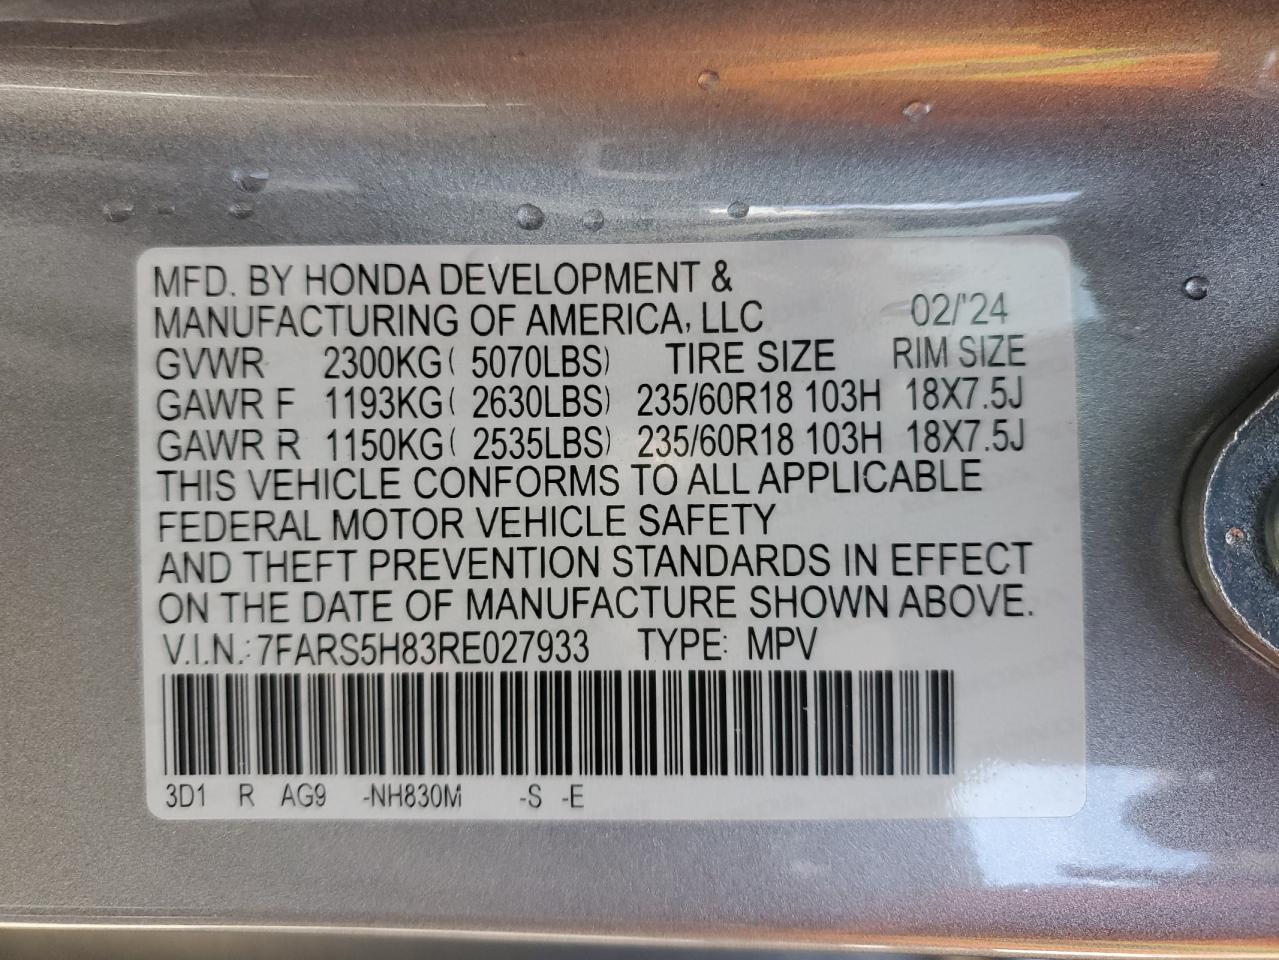 MFD. BY HONDA DEVELOPMENT &
MANUFACTURING OF AMERICA, LLC 02/'24
GVWR 2300KG( 5070LBS) TIRE SIZE RIM SIZE
GAWR F 1193KG( 2630LBS) 235/60R18 103H 18X7.5J
GAWR R 1150KG( 2535LBS) 235/60R18 103H 18X7.5J
THIS VEHICLE CONFORMS TO ALL APPLICABLE
FEDERAL MOTOR VEHICLE SAFETY
AND THEFT PREVENTION STANDARDS IN EFFECT
ON THE DATE OF MANUFACTURE SHOWN ABOVE.
V.I.N.: 7FARS5H83RE027933 TYPE: MPV
3D1 R AG9 -NH830M -S -E